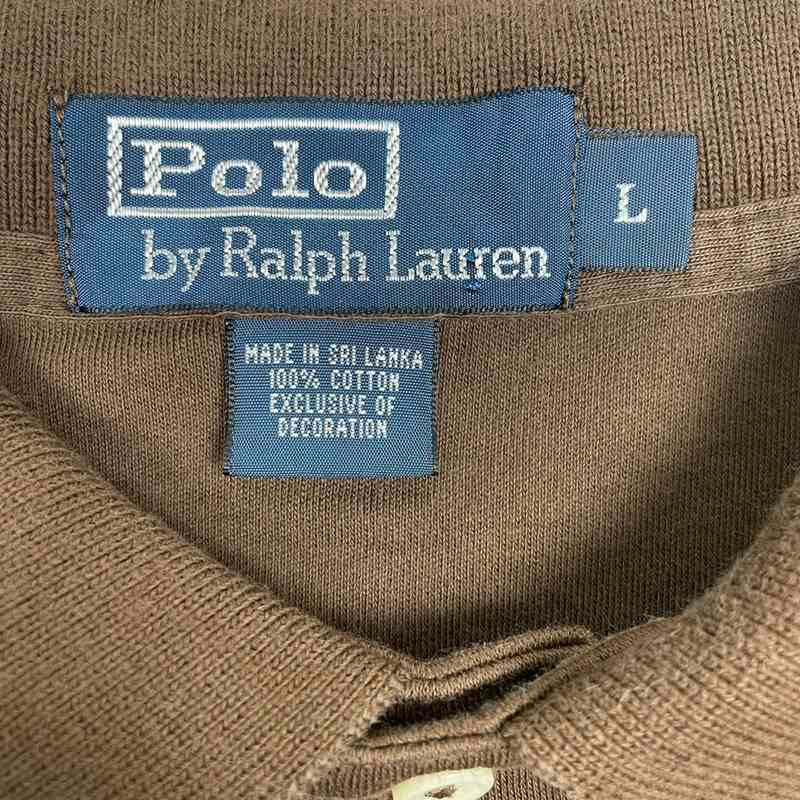 Polo
by Ralph Lauren
L
MADE IN SRI LANKA
100% COTTON
EXCLUSIVE OF
DECORATION